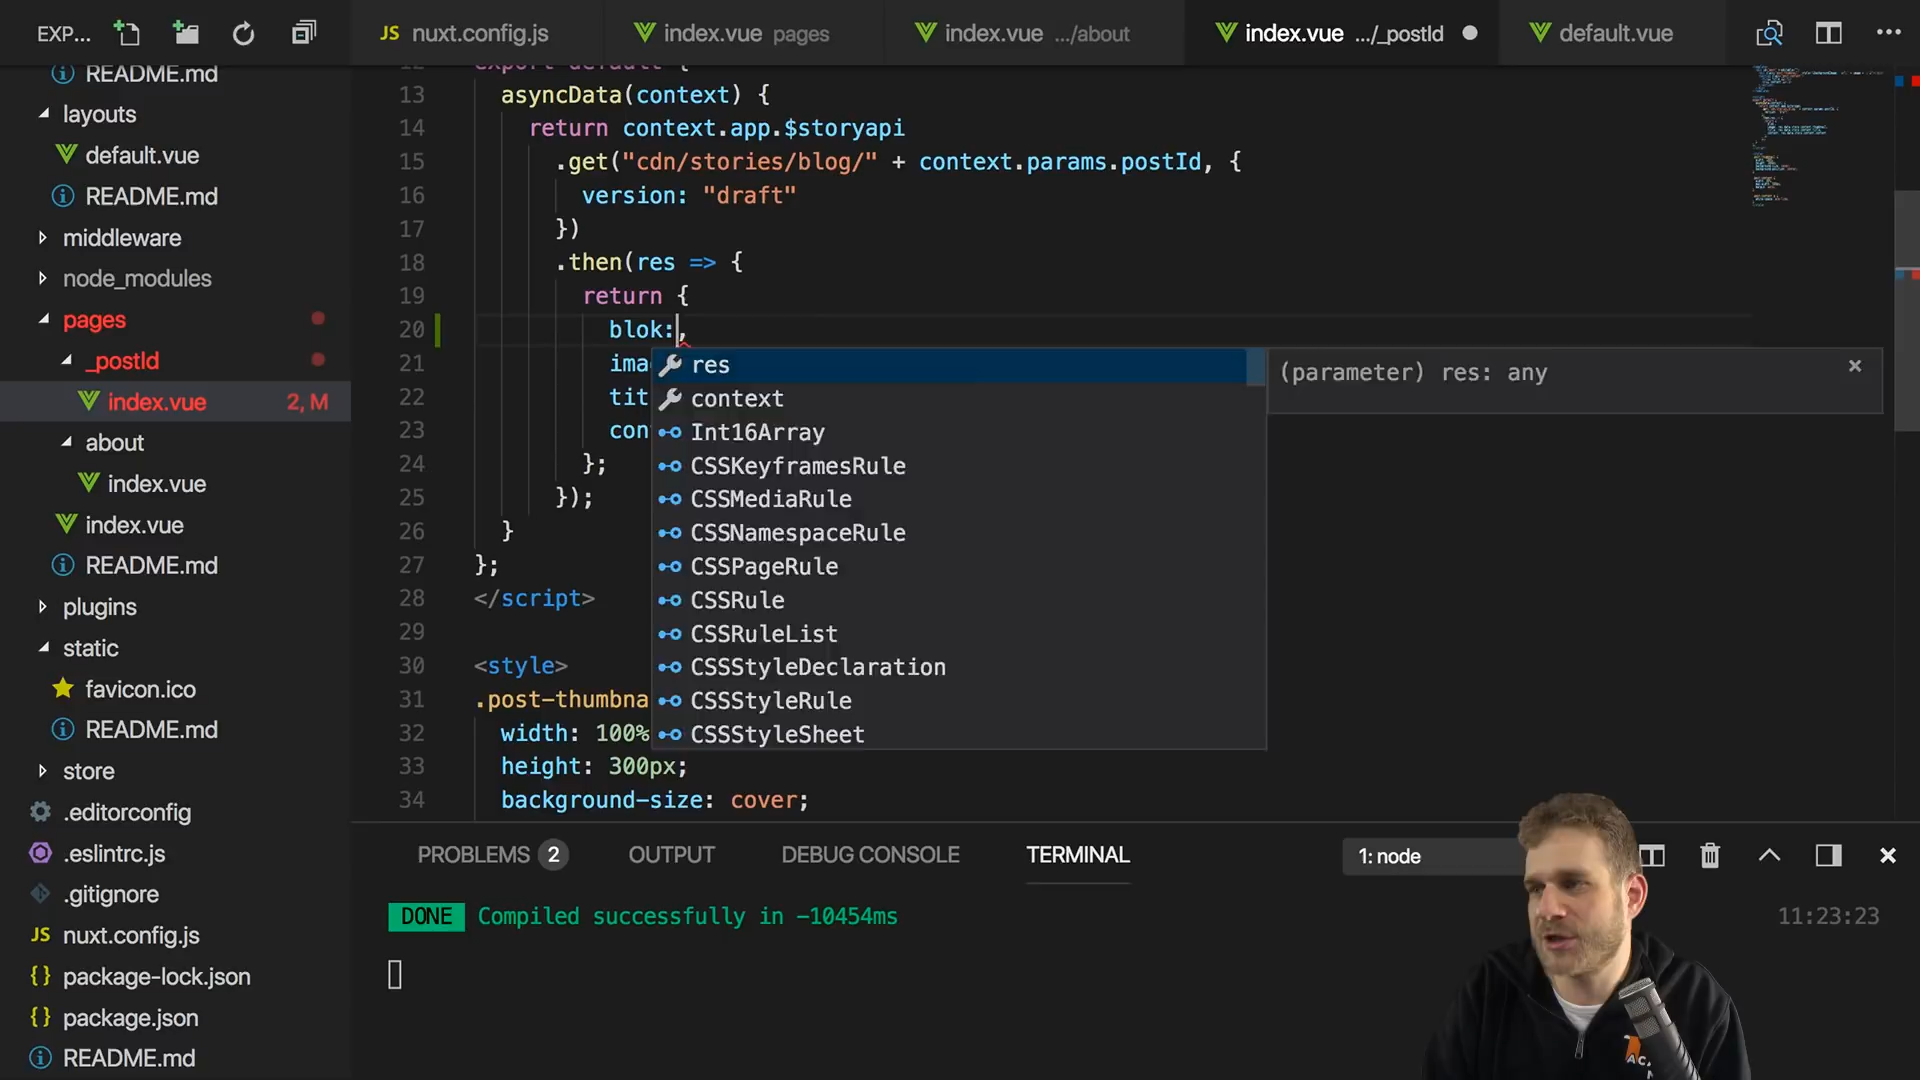 EXP...
JS nuxt.config.js
index.vue pages
index.vue .../about
index.vue .../_postId
default.vue
README.md
layouts
default.vue
README.md
middleware
node_modules
pages
_postId
index.vue 2, M
about
index.vue
index.vue
README.md
plugins
static
favicon.ico
README.md
store
.editorconfig
.eslintrc.js
.gitignore
JS nuxt.config.js
{} package-lock.json
{} package.json
README.md
12 export default {
13 asyncData(context) {
14 return context.app.$storyapi
15 .get("cdn/stories/blog/" + context.params.postId, {
16 version: "draft"
17 })
18 .then(res => {
19 return {
20 blok:,
21 ima
22 tit
23 con
24 };
25 });
26 }
27 };
28 </script>
29
30 <style>
31 .post-thumbna
32 width: 100%
33 height: 300px;
34 background-size: cover;
res
context
Int16Array
CSSKeyframesRule
CSSMediaRule
CSSNamespaceRule
CSSPageRule
CSSRule
CSSRuleList
CSSStyleDeclaration
CSSStyleRule
CSSStyleSheet
(parameter) res: any
PROBLEMS 2
OUTPUT
DEBUG CONSOLE
TERMINAL
1: node
DONE Compiled successfully in -10454ms
11:23:23